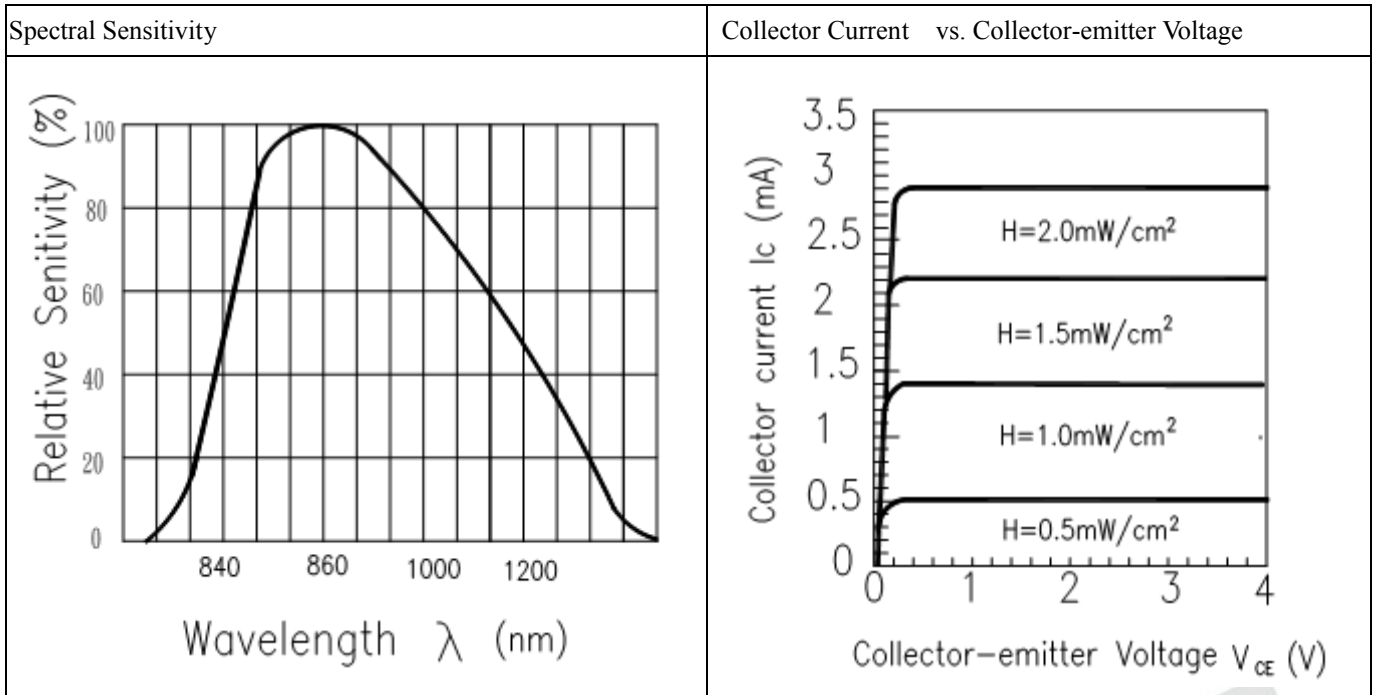 Spectral Sensitivity
Collector Current vs. Collector-emitter Voltage
Relative Senitivity (%)
100
80
60
40
20
0
840 860 1000 1200
Wavelength λ (nm)
Collector current Ic (mA)
3.5
3
2.5
2
1.5
1
0.5
0
H=2.0mW/cm²
H=1.5mW/cm²
H=1.0mW/cm²
H=0.5mW/cm²
0 1 2 3 4
Collector-emitter Voltage V CE (V)